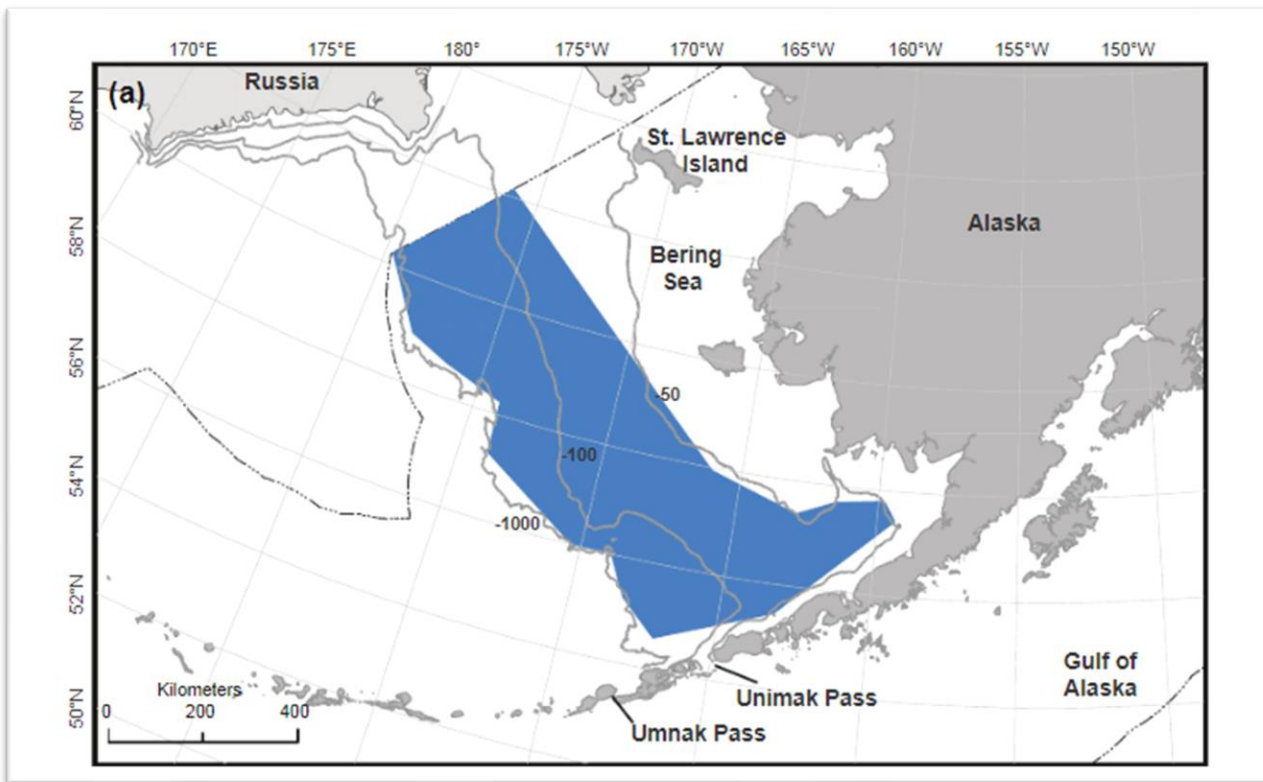 170°E 175°E 180° 175°W 170°W 165°W 160°W 155°W 150°W
(a)
Russia
60°N
St. Lawrence
Island
Alaska
58°N
Bering
Sea
56°N
-50
-100
54°N
-1000
52°N
Gulf of
Alaska
Kilometers
Unimak Pass
50°N
0 200 400
Umnak Pass